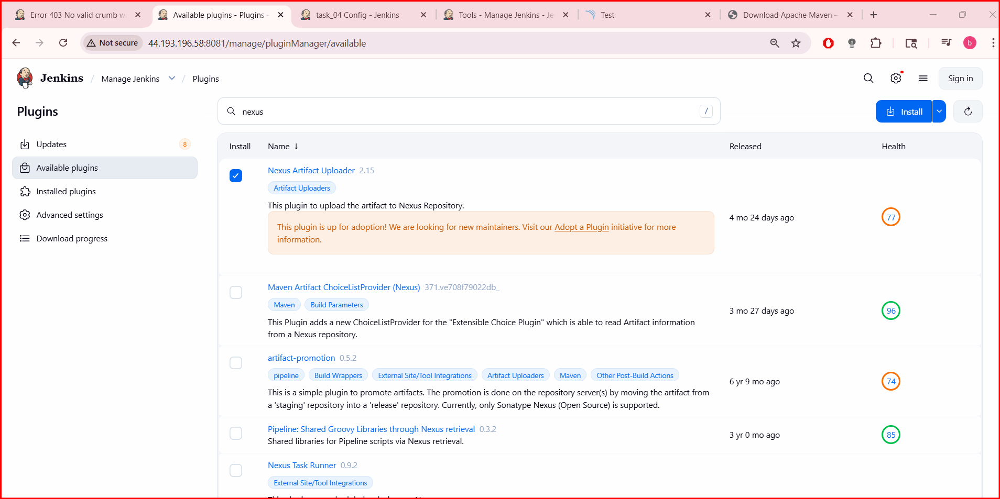 Error 403 No valid crumb w
Available plugins - Plugins -
task_04 Config - Jenkins
Tools - Manage Jenkins - Je
Test
Download Apache Maven –
Not secure
44.193.196.58:8081/manage/pluginManager/available
b
Jenkins / Manage Jenkins / Plugins
Sign in
Plugins
nexus
/
Install
Updates 8
Available plugins
Installed plugins
Advanced settings
Download progress
Install Name ↓ Released Health
Nexus Artifact Uploader 2.15
Artifact Uploaders
This plugin to upload the artifact to Nexus Repository.
This plugin is up for adoption! We are looking for new maintainers. Visit our Adopt a Plugin initiative for more
information.
4 mo 24 days ago
77
Maven Artifact ChoiceListProvider (Nexus) 371.ve708f79022db_
Maven Build Parameters
This Plugin adds a new ChoiceListProvider for the "Extensible Choice Plugin" which is able to read Artifact information
from a Nexus repository.
3 mo 27 days ago
96
artifact-promotion 0.5.2
pipeline Build Wrappers External Site/Tool Integrations Artifact Uploaders Maven Other Post-Build Actions
This is a simple plugin to promote artifacts. The promotion is done on the repository server(s) by moving the artifact from
a 'staging' repository into a 'release' repository. Currently, only Sonatype Nexus (Open Source) is supported.
6 yr 9 mo ago
74
Pipeline: Shared Groovy Libraries through Nexus retrieval 0.3.2
Shared libraries for Pipeline scripts via Nexus retrieval.
3 yr 0 mo ago
85
Nexus Task Runner 0.9.2
External Site/Tool Integrations